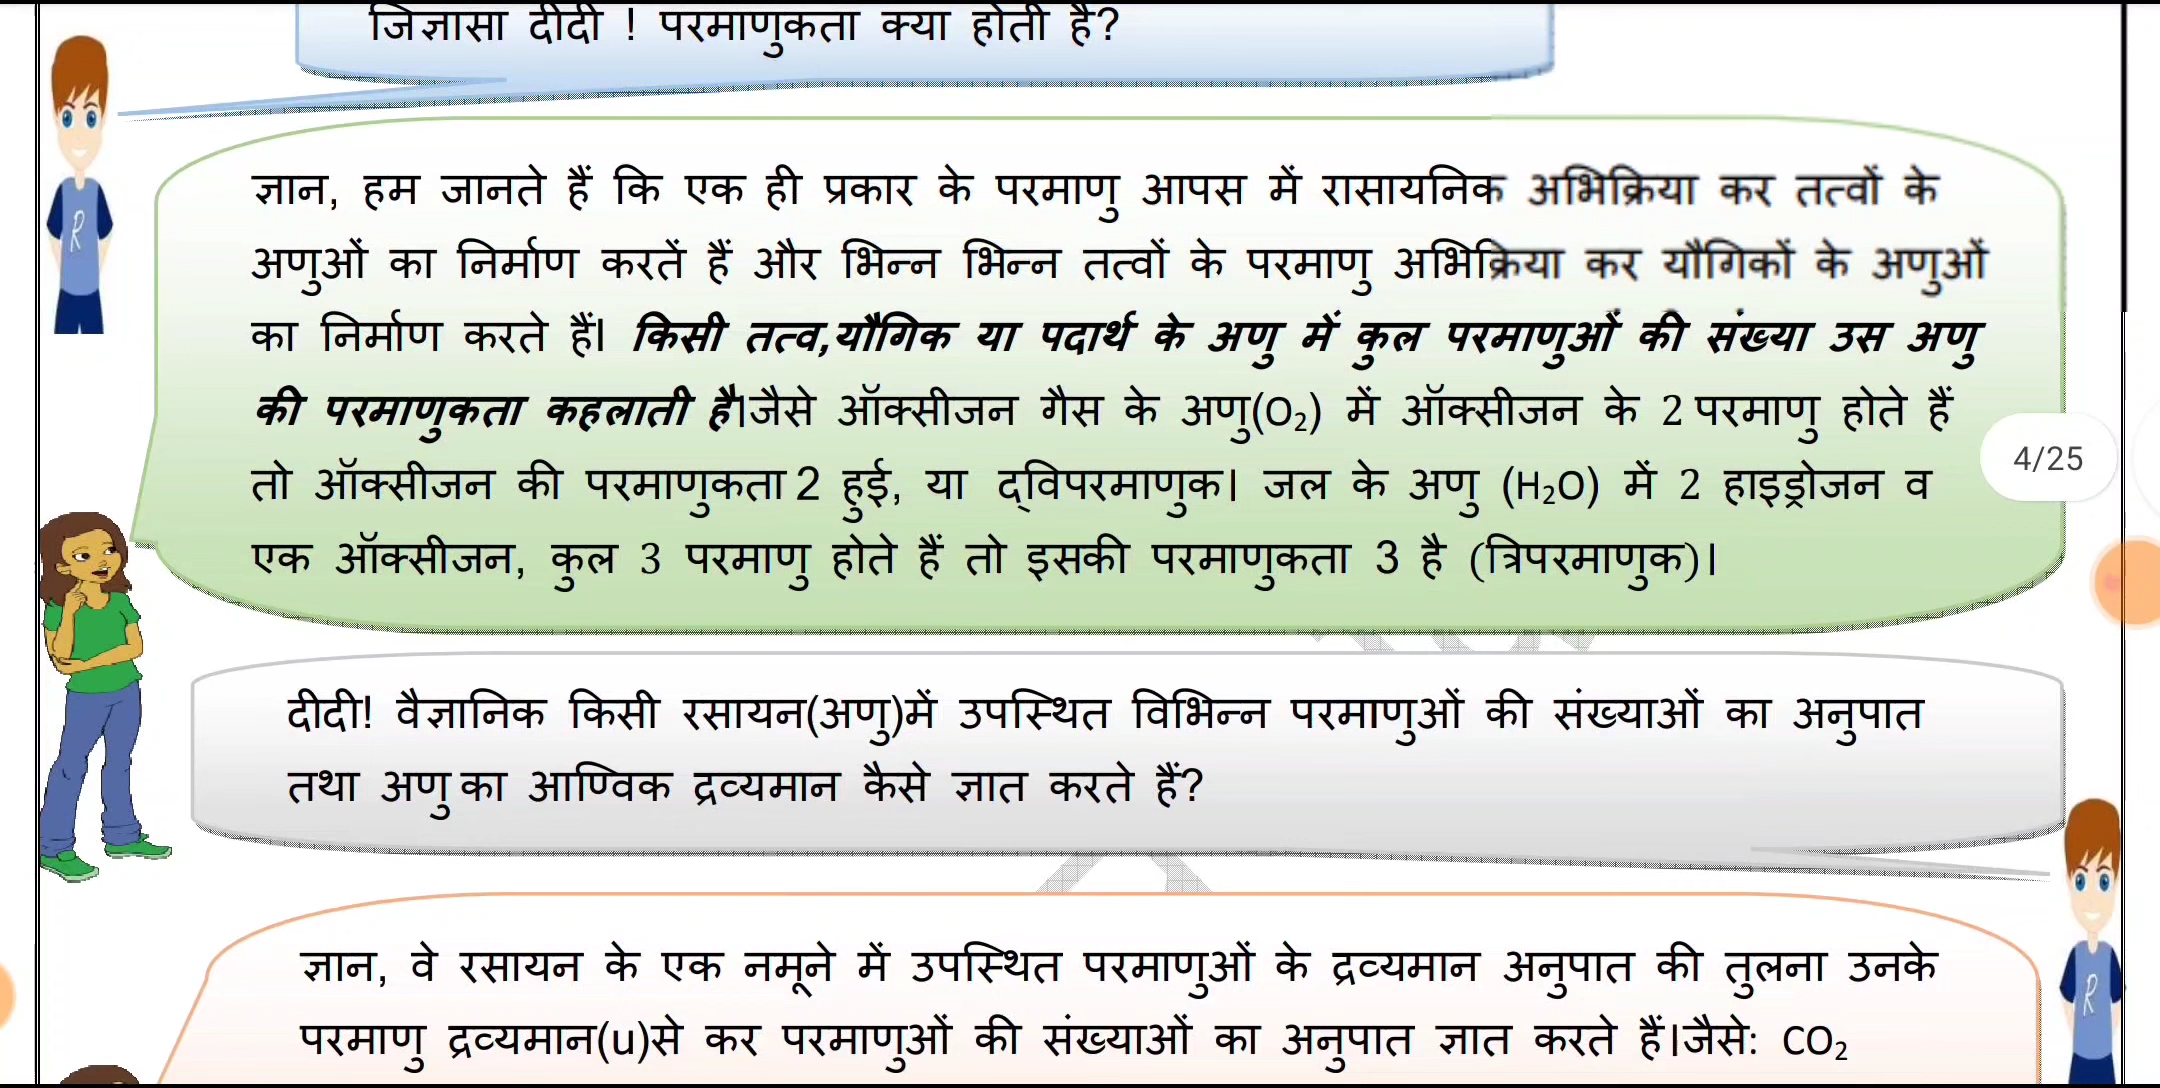 जिज्ञासा दीदी ! परमाणुकता क्या होती है?
ज्ञान, हम जानते हैं कि एक ही प्रकार के परमाणु आपस में रासायनिक अभिक्रिया कर तत्वों के
अणुओं का निर्माण करतें हैं और भिन्न भिन्न तत्वों के परमाणु अभिक्रिया कर यौगिकों के अणुओं
का निर्माण करते हैं। किसी तत्व,यौगिक या पदार्थ के अणु में कुल परमाणुओं की संख्या उस अणु
की परमाणुकता कहलाती है।जैसे ऑक्सीजन गैस के अणु(O₂) में ऑक्सीजन के 2 परमाणु होते हैं
तो ऑक्सीजन की परमाणुकता 2 हुई, या द्विपरमाणुक। जल के अणु (H₂O) में 2 हाइड्रोजन व
एक ऑक्सीजन, कुल 3 परमाणु होते हैं तो इसकी परमाणुकता 3 है (त्रिपरमाणुक)।
4/25
दीदी! वैज्ञानिक किसी रसायन(अणु)में उपस्थित विभिन्न परमाणुओं की संख्याओं का अनुपात
तथा अणु का आण्विक द्रव्यमान कैसे ज्ञात करते हैं?
ज्ञान, वे रसायन के एक नमूने में उपस्थित परमाणुओं के द्रव्यमान अनुपात की तुलना उनके
परमाणु द्रव्यमान(u)से कर परमाणुओं की संख्याओं का अनुपात ज्ञात करते हैं।जैसे: CO₂
R
R